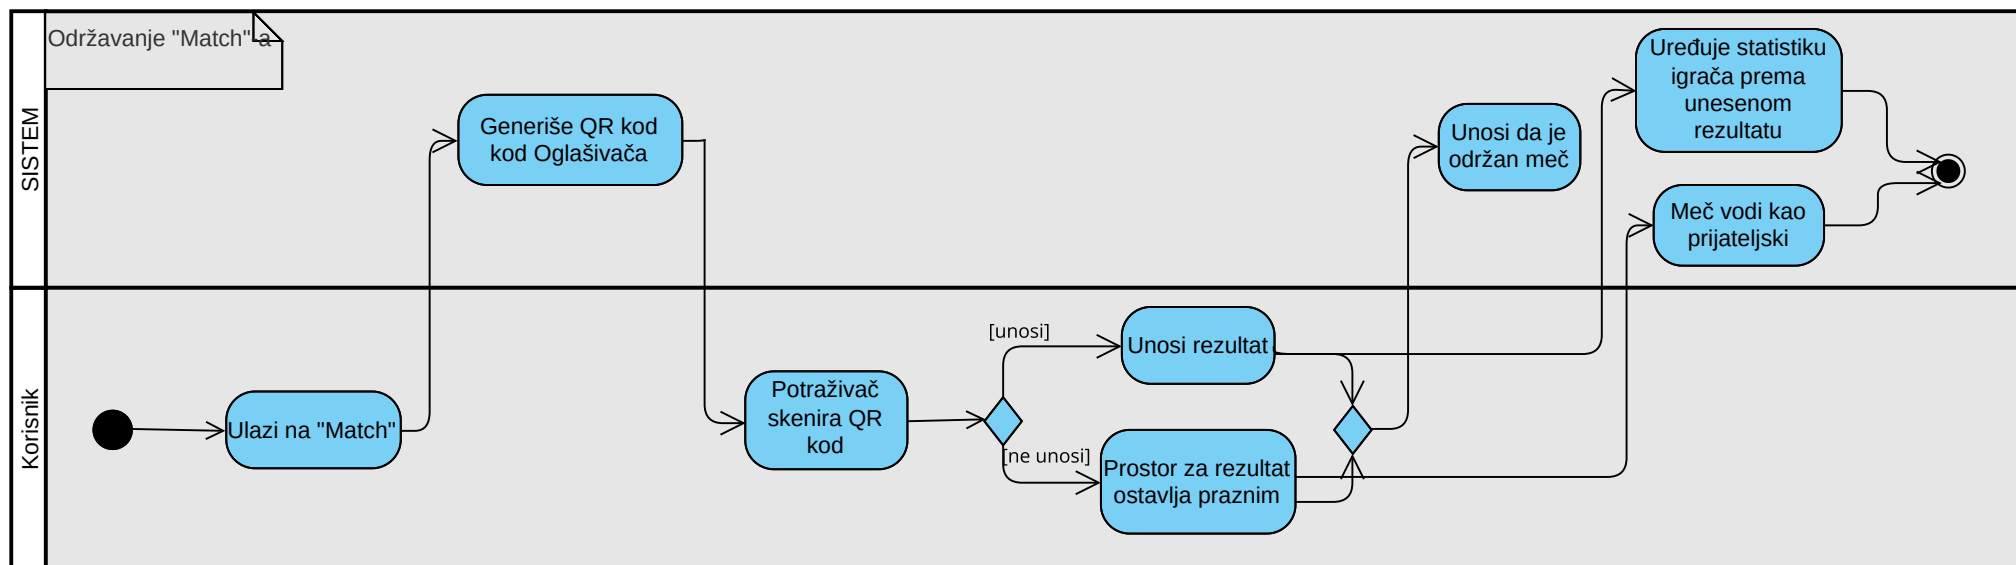 Održavanje "Match"-a
SISTEM
Generiše QR kod
kod Oglašivača
Unosi da je
održan meč
Uređuje statistiku
igrača prema
unesenom
rezultatu
Meč vodi kao
prijateljski
Korisnik
Ulazi na "Match"
Potraživač
skenira QR
kod
[unosi]
Unosi rezultat
[ne unosi]
Prostor za rezultat
ostavlja praznim